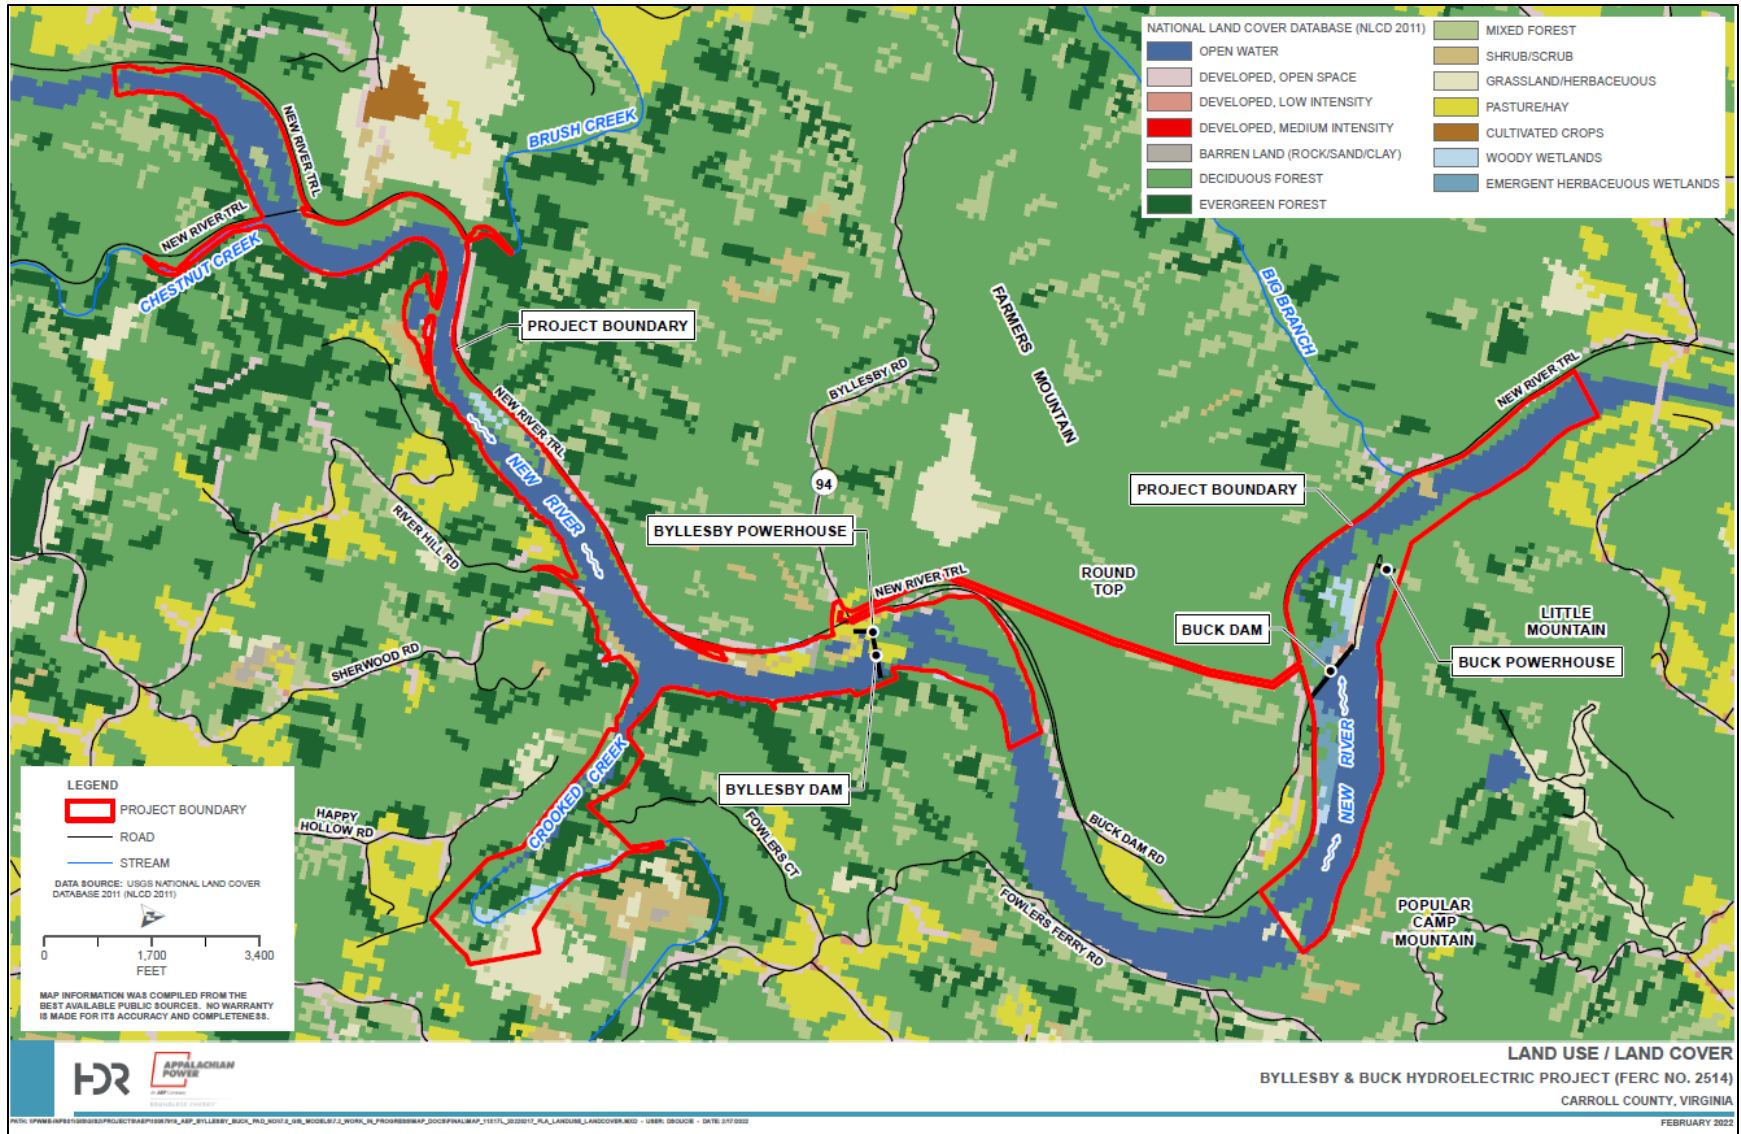 NATIONAL LAND COVER DATABASE (NLCD 2011)
OPEN WATER
DEVELOPED, OPEN SPACE
DEVELOPED, LOW INTENSITY
DEVELOPED, MEDIUM INTENSITY
BARREN LAND (ROCK/SAND/CLAY)
DECIDUOUS FOREST
EVERGREEN FOREST
MIXED FOREST
SHRUB/SCRUB
GRASSLAND/HERBACEUOUS
PASTURE/HAY
CULTIVATED CROPS
WOODY WETLANDS
EMERGENT HERBACEUOUS WETLANDS
NEW RIVER TRL
BRUSH CREEK
NEW RIVER TRL
CHESTNUT CREEK
PROJECT BOUNDARY
FARMERS
MOUNTAIN
BIG BRANCH
BYLLESBY RD
NEW RIVER TRL
NEW RIVER TRL
94
NEW RIVER
PROJECT BOUNDARY
RIVER HILL RD
BYLLESBY POWERHOUSE
NEW RIVER TRL
ROUND
TOP
LITTLE
MOUNTAIN
BUCK DAM
BUCK POWERHOUSE
SHERWOOD RD
NEW RIVER
CROOKED CREEK
BYLLESBY DAM
HAPPY
HOLLOW RD
FOWLERS CT
BUCK DAM RD
FOWLERS FERRY RD
POPULAR
CAMP
MOUNTAIN
LEGEND
PROJECT BOUNDARY
ROAD
STREAM
DATA SOURCE: USGS NATIONAL LAND COVER
DATABASE 2011 (NLCD 2011)
Z
0 1,700 3,400
FEET
MAP INFORMATION WAS COMPILED FROM THE
BEST AVAILABLE PUBLIC SOURCES. NO WARRANTY
IS MADE FOR ITS ACCURACY AND COMPLETENESS.
HDR
APPALACHIAN
POWER
An AEP Company
BOUNDLESS ENERGY
LAND USE / LAND COVER
BYLLESBY & BUCK HYDROELECTRIC PROJECT (FERC NO. 2514)
CARROLL COUNTY, VIRGINIA
FEBRUARY 2022